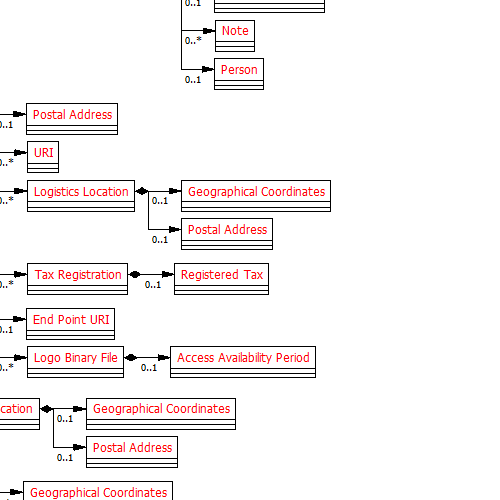 0..1
Note
0..*
Person
0..1
Postal Address
0..1
URI
0..*
Logistics Location
Geographical Coordinates
0..*
0..1
Postal Address
0..1
Tax Registration
Registered Tax
0..*
0..1
End Point URI
0..1
Logo Binary File
Access Availability Period
0..*
0..1
cation
Geographical Coordinates
0..1
Postal Address
0..1
Geographical Coordinates